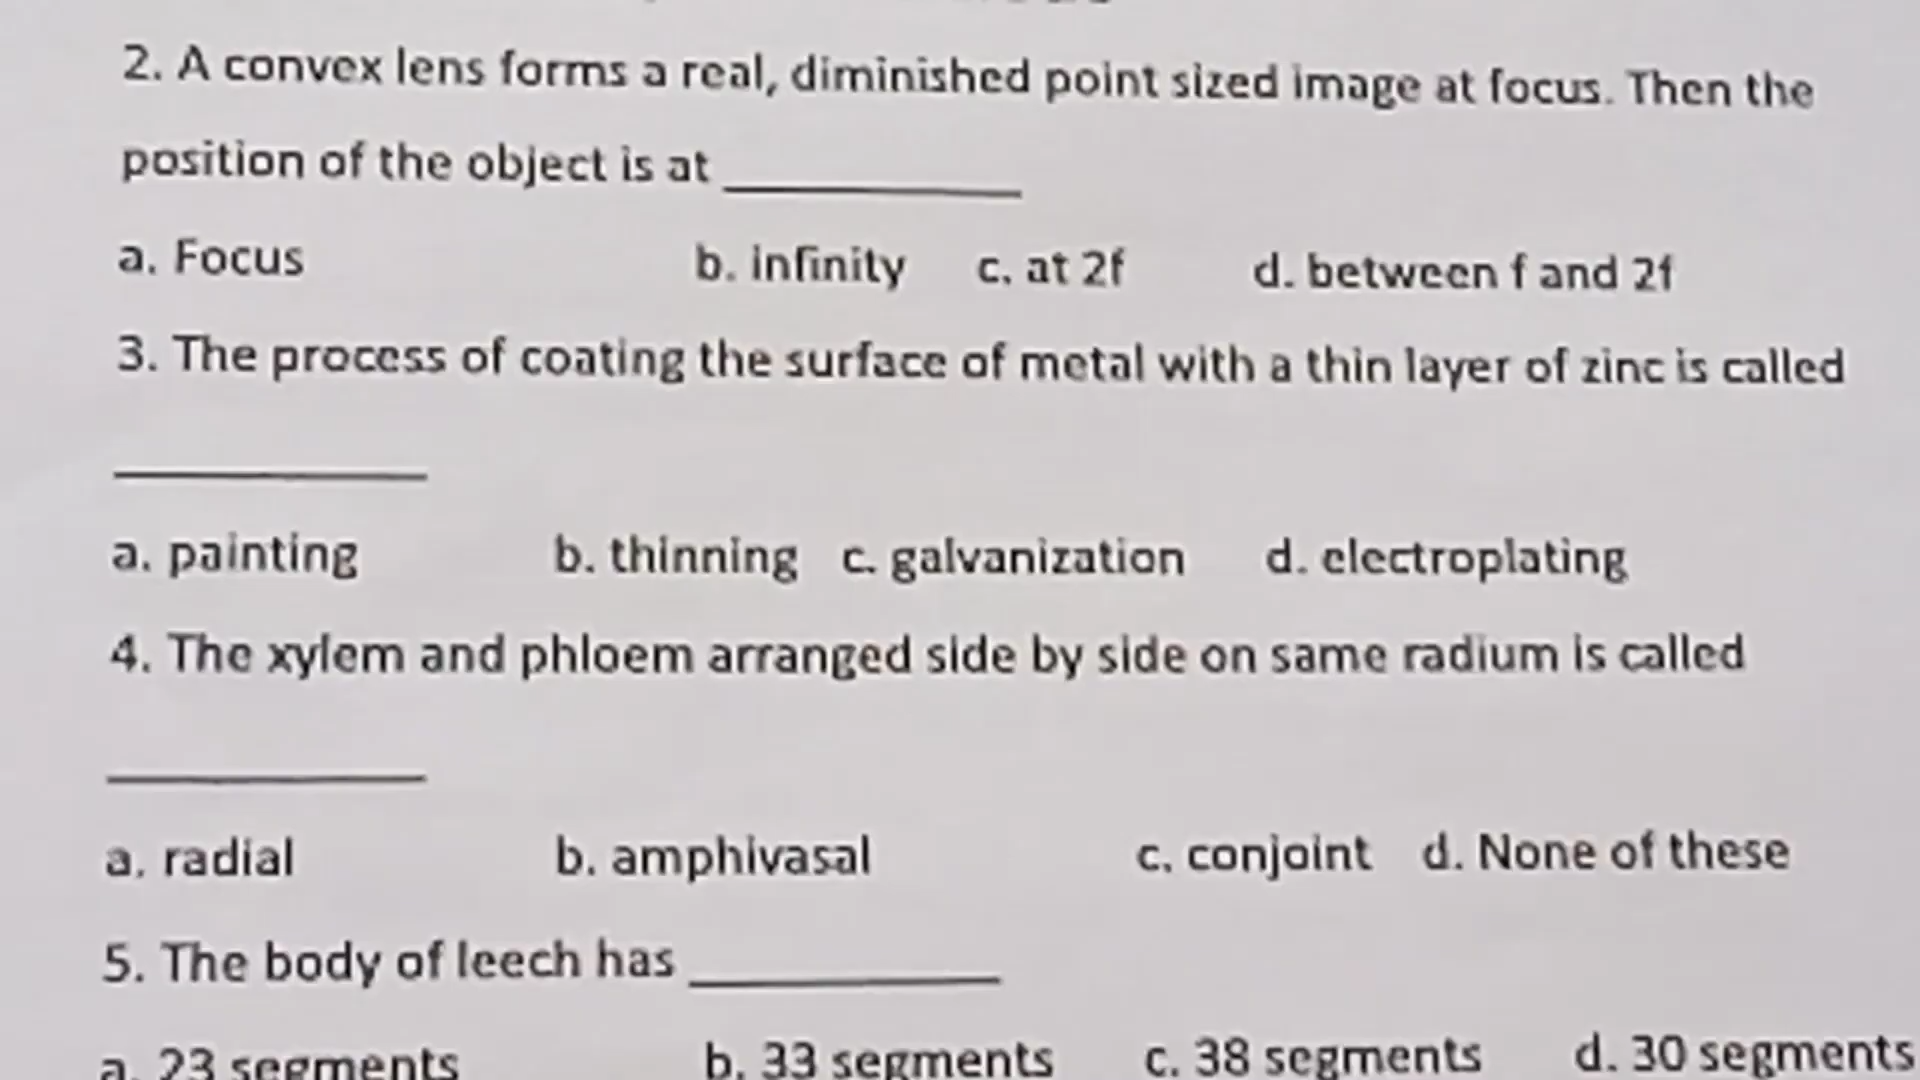 2. A convex lens forms a real, diminished point sized image at focus. Then the
position of the object is at __________
a. Focus b. infinity c. at 2f d. between f and 2f
3. The process of coating the surface of metal with a thin layer of zinc is called
__________
a. painting b. thinning c. galvanization d. electroplating
4. The xylem and phloem arranged side by side on same radium is called
__________
a. radial b. amphivasal c. conjoint d. None of these
5. The body of leech has __________
a. 23 segments b. 33 segments c. 38 segments d. 30 segments